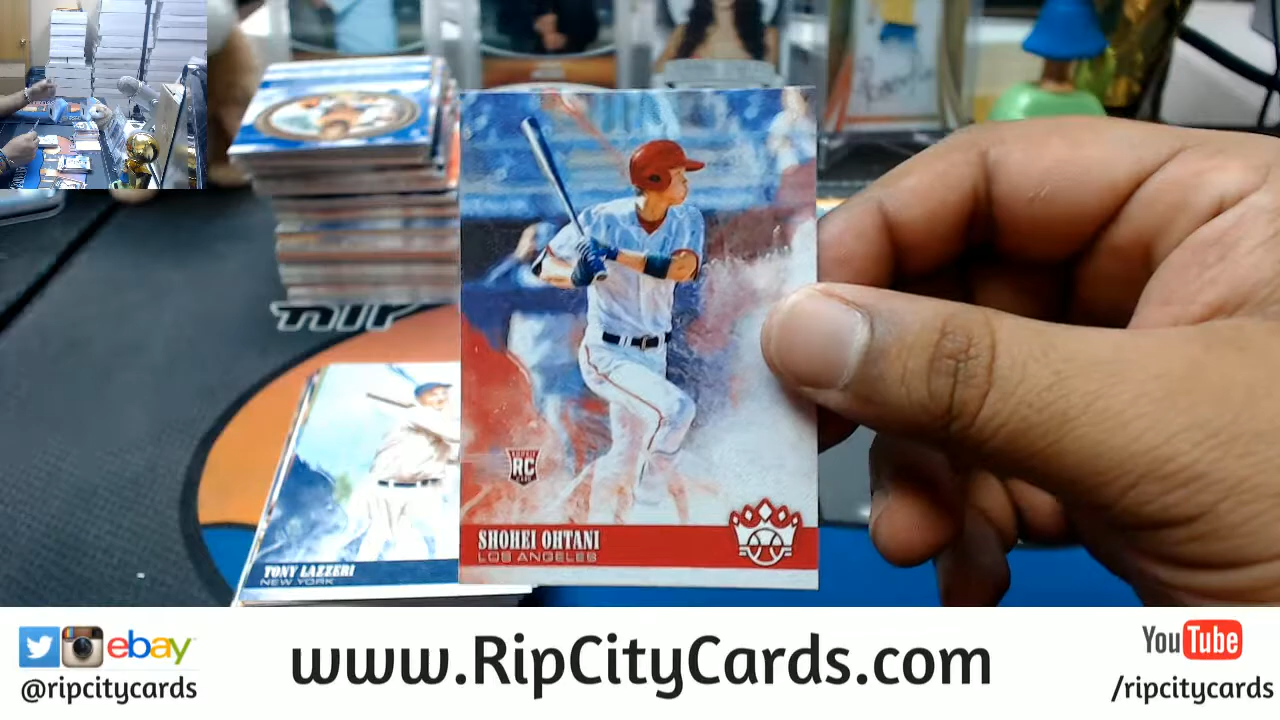 RC
SHOHEI OHTANI
LOS ANGELES
TONY LAZZERI
NEW YORK
ebay
@ripcitycards
www.RipCityCards.com
YouTube
/ripcitycards